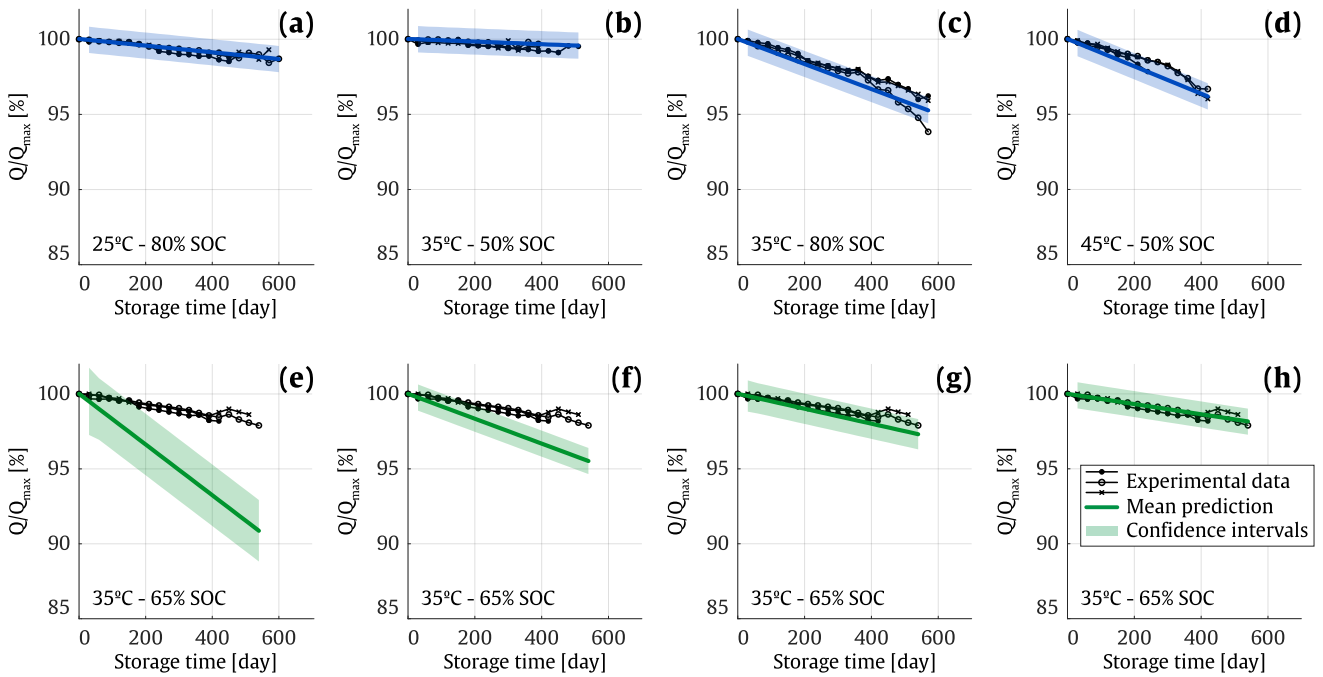 (a)
100
95
90
85
Q/Qmax [%]
25ºC - 80% SOC
0 200 400 600
Storage time [day]
(b)
100
95
90
85
Q/Qmax [%]
35ºC - 50% SOC
0 200 400 600
Storage time [day]
(c)
100
95
90
85
Q/Qmax [%]
35ºC - 80% SOC
0 200 400 600
Storage time [day]
(d)
100
95
90
85
Q/Qmax [%]
45ºC - 50% SOC
0 200 400 600
Storage time [day]
(e)
100
95
90
85
Q/Qmax [%]
35ºC - 65% SOC
0 200 400 600
Storage time [day]
(f)
100
95
90
85
Q/Qmax [%]
35ºC - 65% SOC
0 200 400 600
Storage time [day]
(g)
100
95
90
85
Q/Qmax [%]
35ºC - 65% SOC
0 200 400 600
Storage time [day]
(h)
100
95
90
85
Q/Qmax [%]
Experimental data
Mean prediction
Confidence intervals
35ºC - 65% SOC
0 200 400 600
Storage time [day]